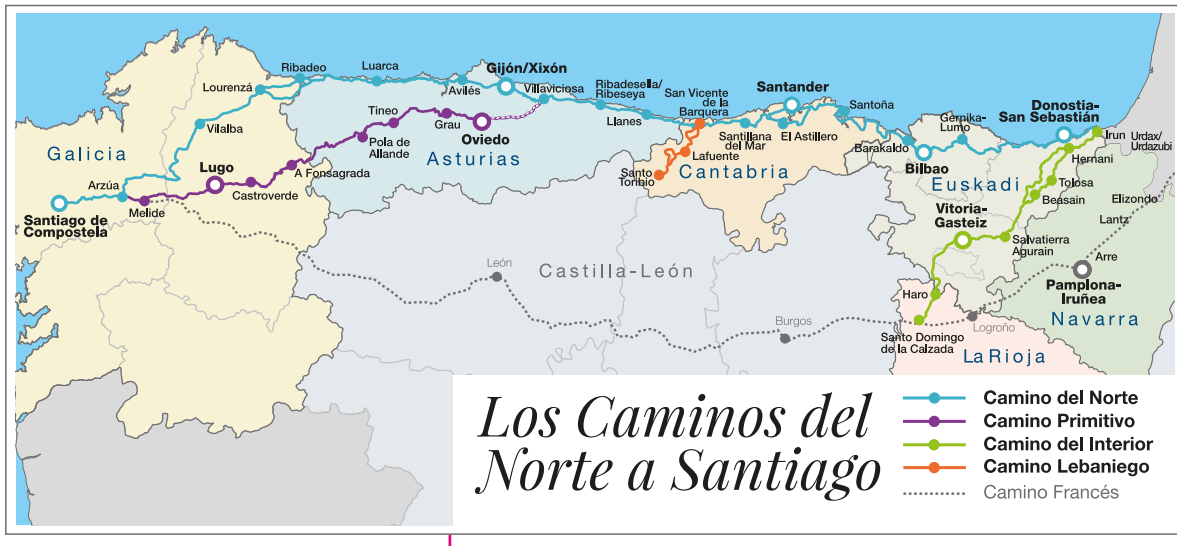 Ribadeo
Luarca
Gijón/Xixón
Avilés
Villaviciosa
Ribadesella/
Ribeseya
San Vicente
de la
Barquera
Santander
Santoña
Donostia-
San Sebastián
Gernika-
Lumo
Irun
Urdax/
Urdazubi
Lourenzá
Vilalba
Tineo
Grau
Oviedo
Pola de
Allande
Llanes
Santillana
del Mar
El Astillero
Barakaldo
Bilbao
Hernani
Galicia
Lugo
A Fonsagrada
Asturias
Lafuente
Santo
Toribio
Cantabria
Euskadi
Tolosa
Beasain
Elizondo
Arzúa
Castroverde
Melide
Santiago de
Compostela
Vitoria-
Gasteiz
Lantz
Salvatierra
Agurain
Arre
León
Castilla-León
Pamplona-
Iruñea
Haro
Burgos
Logroño
Navarra
Santo Domingo
de la Calzada
La Rioja
Los Caminos del
Norte a Santiago
Camino del Norte
Camino Primitivo
Camino del Interior
Camino Lebaniego
Camino Francés